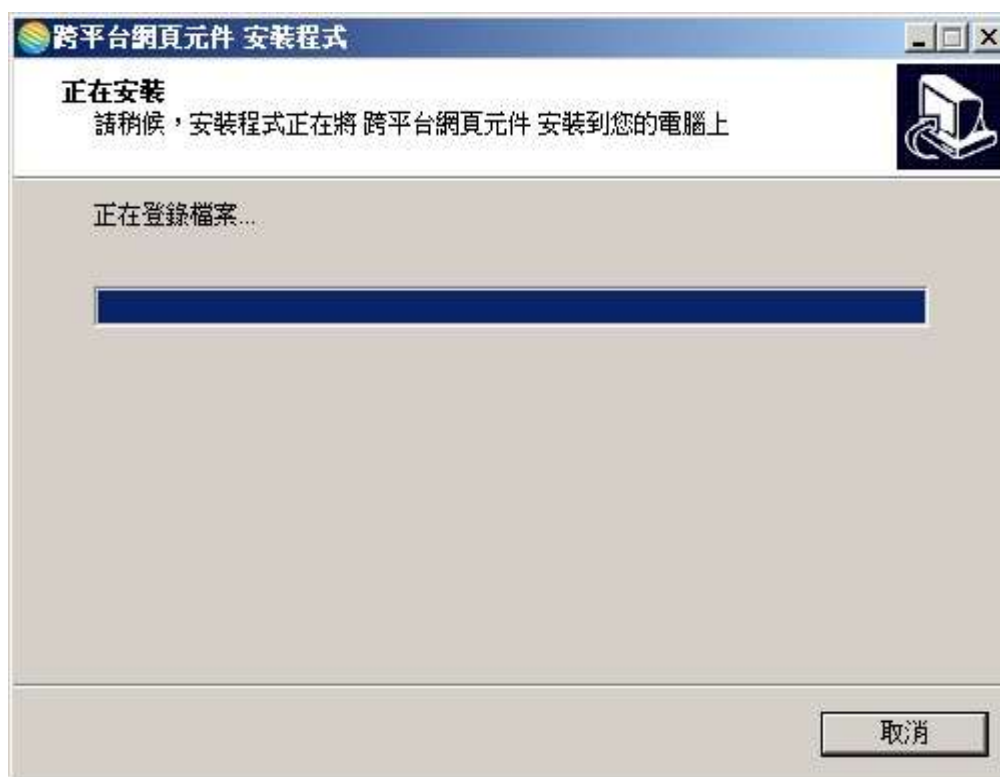 跨平台網頁元件 安裝程式
正在安裝
請稍候，安裝程式正在將 跨平台網頁元件 安裝到您的電腦上
正在登錄檔案...
取消